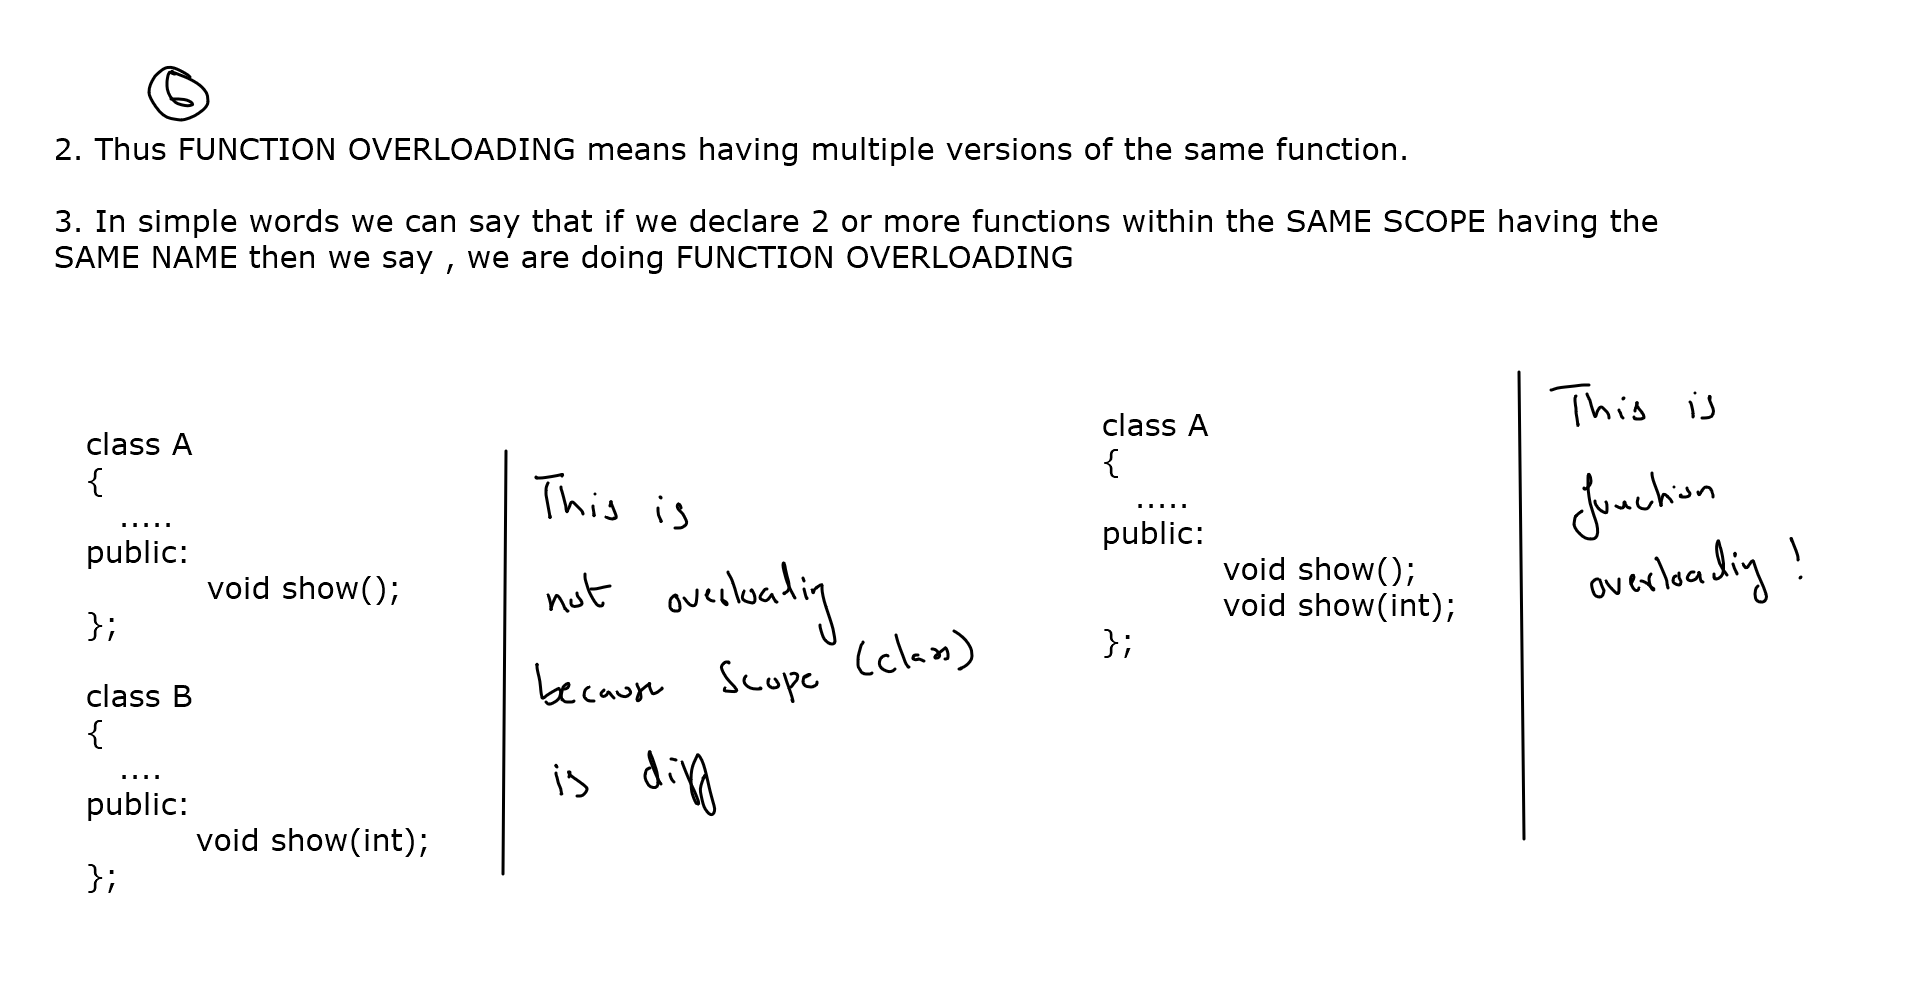 6
2. Thus FUNCTION OVERLOADING means having multiple versions of the same function.
3. In simple words we can say that if we declare 2 or more functions within the SAME SCOPE having the
SAME NAME then we say , we are doing FUNCTION OVERLOADING
class A
{
.....
public:
void show();
};
class B
{
....
public:
void show(int);
};
This is
not overloading
because Scope (class)
is diff
class A
{
.....
public:
void show();
void show(int);
};
This is
function
overloading !